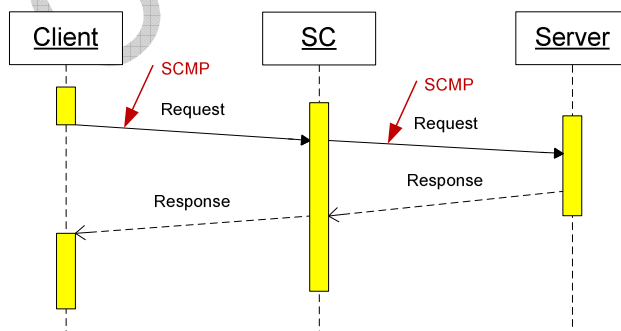 Client
SC
Server
SCMP
SCMP
Request
Request
Response
Response